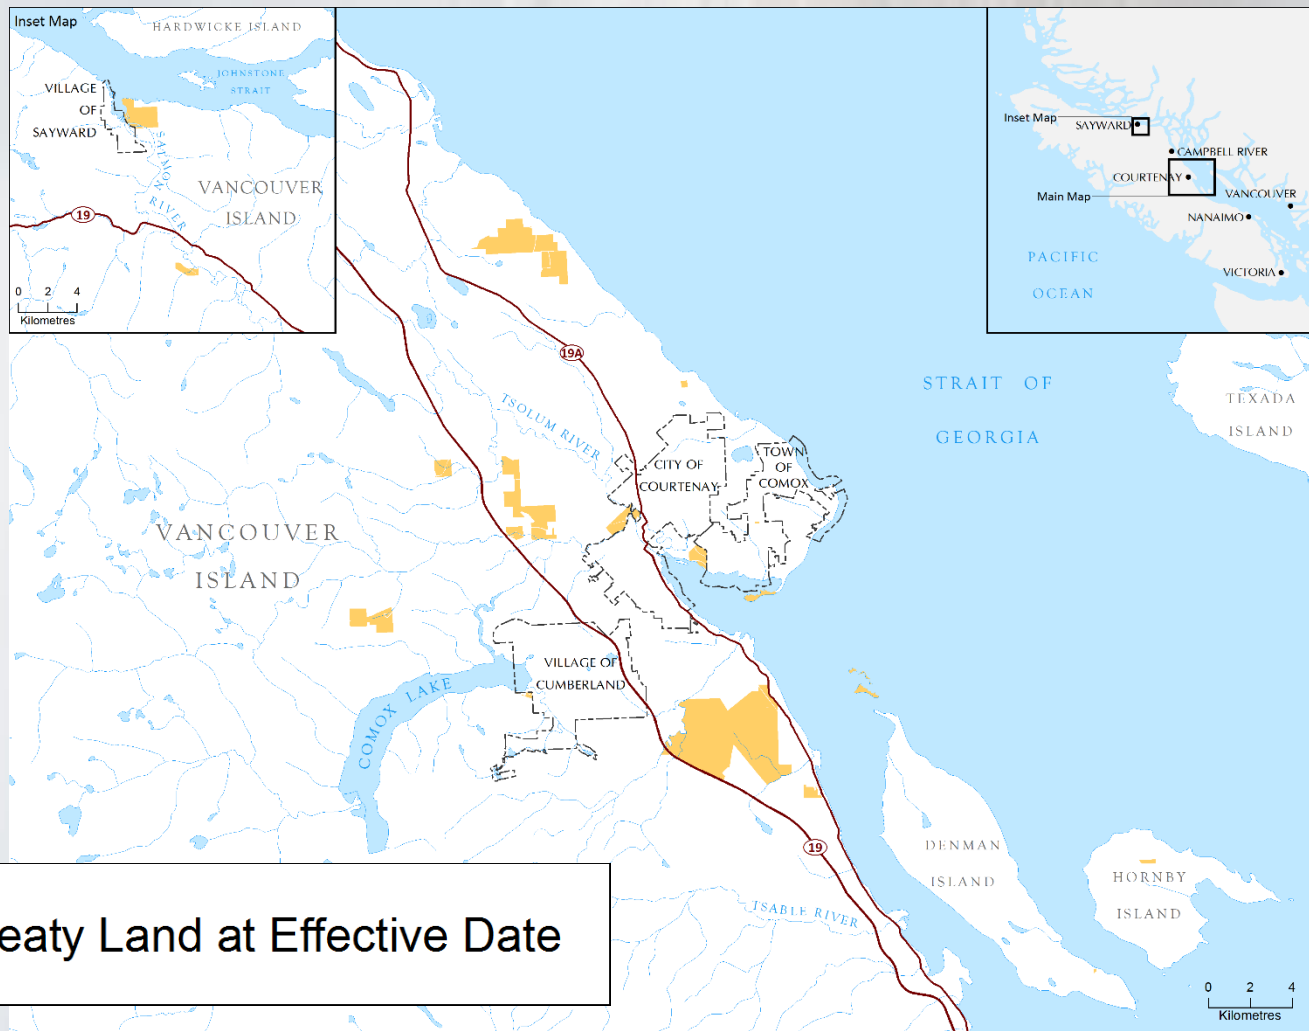 Inset Map
HARDWICKE ISLAND
JOHNSTONE
STRAIT
VILLAGE
OF
SAYWARD
SALMON
RIVER
VANCOUVER
ISLAND
19
0 2 4
Kilometres
Inset Map
SAYWARD
CAMPBELL RIVER
COURTENAY
Main Map
VANCOUVER
NANAIMO
PACIFIC
OCEAN
VICTORIA
19A
STRAIT OF
GEORGIA
TEXADA
ISLAND
TSOLUM RIVER
CITY OF
COURTENAY
TOWN
OF
COMOX
VANCOUVER
ISLAND
VILLAGE OF
CUMBERLAND
COMOX LAKE
19
DENMAN
ISLAND
HORNBY
ISLAND
TSABLE RIVER
eaty Land at Effective Date
0 2 4
Kilometres